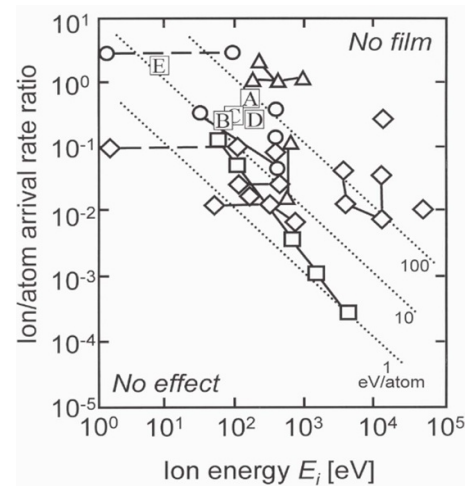 10¹
No film
10⁰
E
A
C
B
D
10⁻¹
10⁻²
100
10⁻³
10
10⁻⁴
1
eV/atom
No effect
10⁻⁵
10⁰ 10¹ 10² 10³ 10⁴ 10⁵
Ion/atom arrival rate ratio
Ion energy Eᵢ [eV]